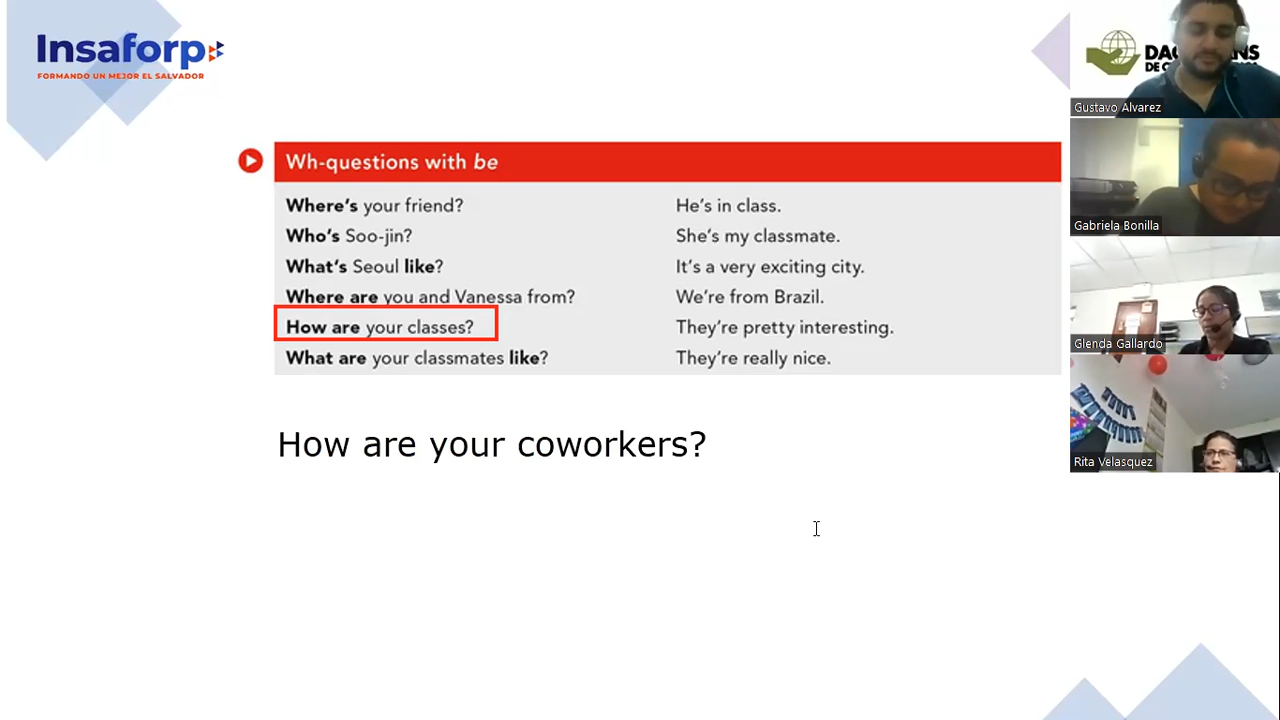 Insaforp
FORMANDO UN MEJOR EL SALVADOR
Wh-questions with be
Where's your friend? He's in class.
Who's Soo-jin? She's my classmate.
What's Seoul like? It's a very exciting city.
Where are you and Vanessa from? We're from Brazil.
How are your classes? They're pretty interesting.
What are your classmates like? They're really nice.
How are your coworkers?
Gustavo Alvarez
Gabriela Bonilla
Glenda Gallardo
Rita Velasquez